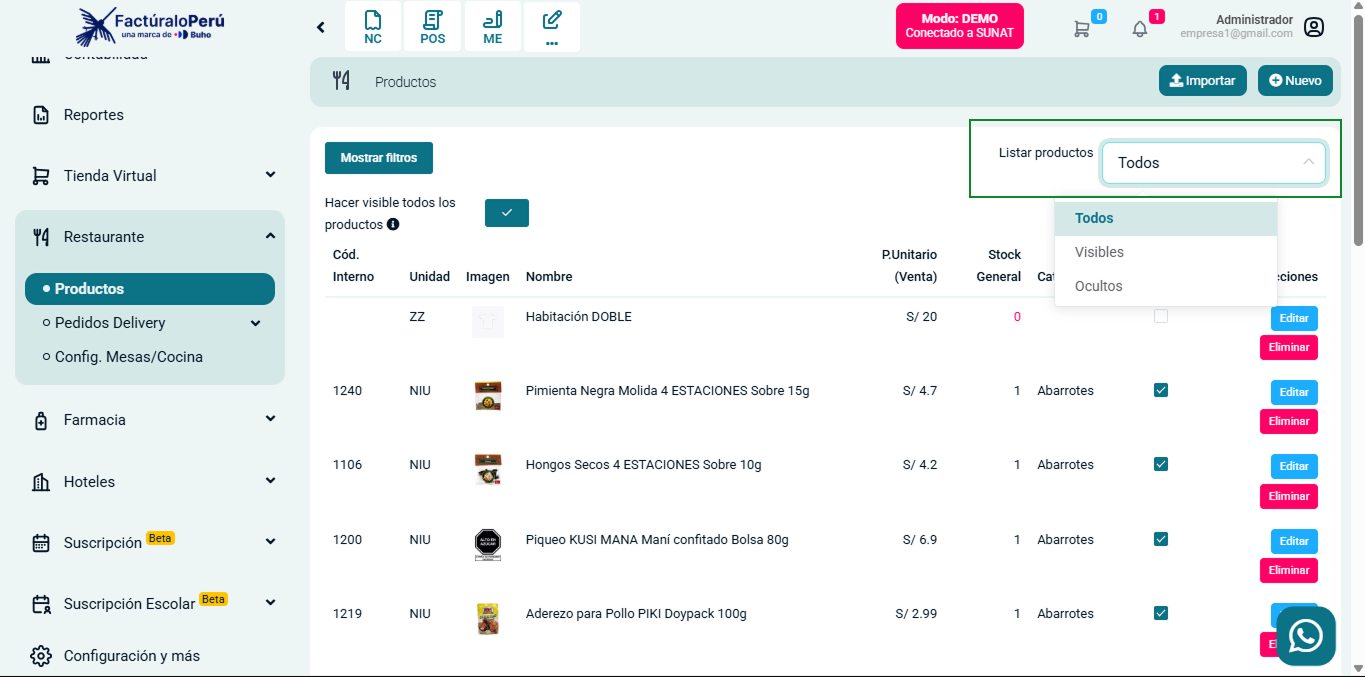 FactúraloPerú
una marca de Buho
NC
POS
ME
...
Modo: DEMO
Conectado a SUNAT
0
1
Administrador
empresa1@gmail.com
Contabilidad
Reportes
Tienda Virtual
Restaurante
Productos
Pedidos Delivery
Config. Mesas/Cocina
Farmacia
Hoteles
Suscripción Beta
Suscripción Escolar Beta
Configuración y más
Productos
Importar
Nuevo
Mostrar filtros
Listar productos
Todos
Todos
Visibles
Ocultos
Hacer visible todos los
productos
Cód.
Interno
Unidad
Imagen
Nombre
P.Unitario
(Venta)
Stock
General
Cat
cciones
ZZ Habitación DOBLE S/ 20 0 Editar
Eliminar
1240 NIU Pimienta Negra Molida 4 ESTACIONES Sobre 15g S/ 4.7 1 Abarrotes Editar
Eliminar
1106 NIU Hongos Secos 4 ESTACIONES Sobre 10g S/ 4.2 1 Abarrotes Editar
Eliminar
1200 NIU ALTO EN AZÚCAR Piqueo KUSI MANA Maní confitado Bolsa 80g S/ 6.9 1 Abarrotes Editar
Eliminar
1219 NIU Aderezo para Pollo PIKI Doypack 100g S/ 2.99 1 Abarrotes